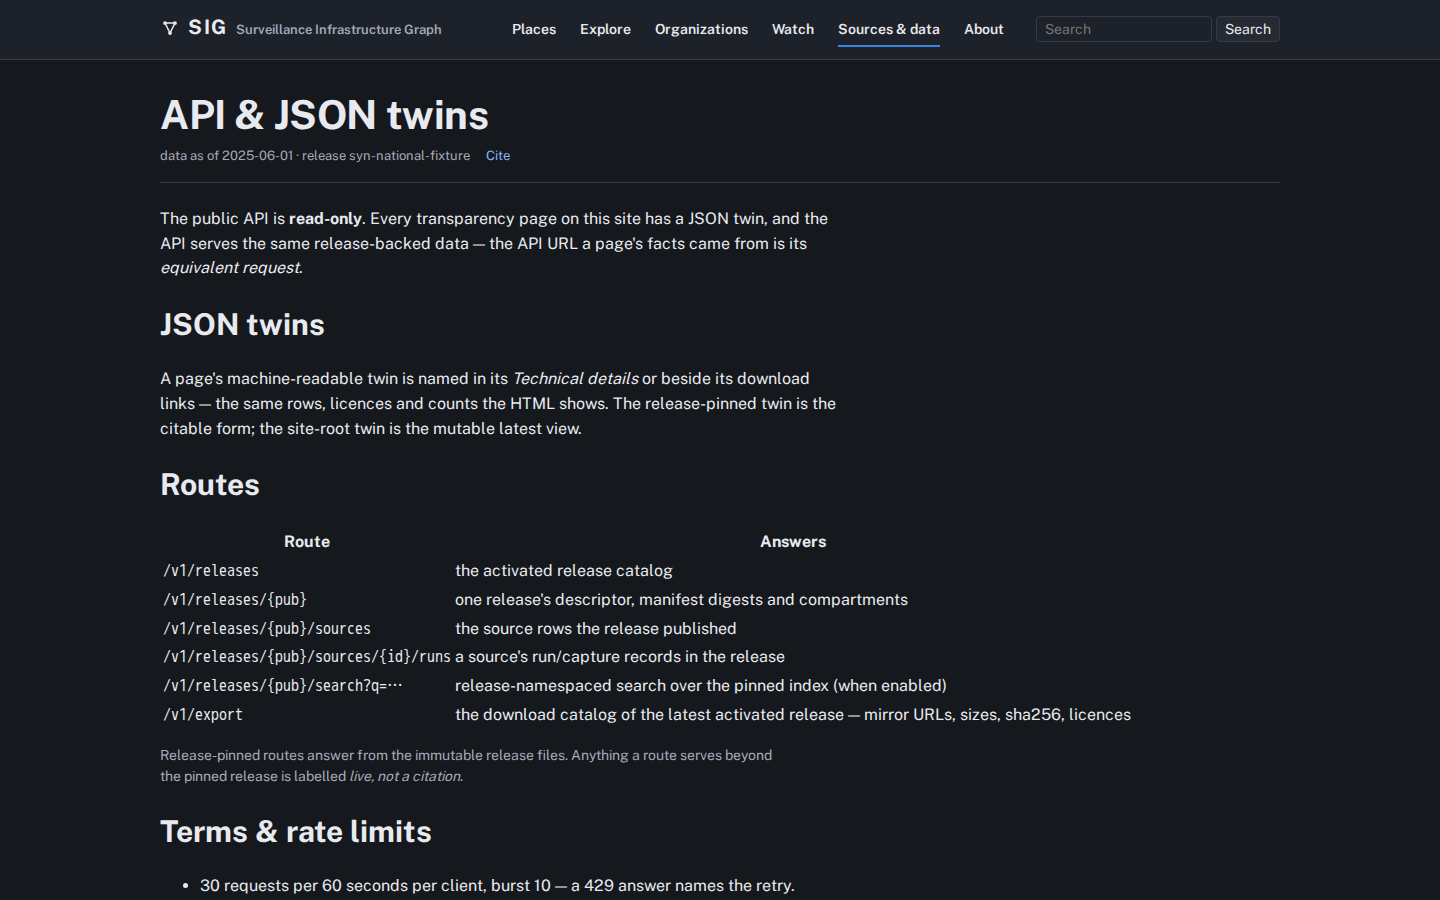 SIG Surveillance Infrastructure Graph Places Explore Organizations Watch Sources & data About Search Search
API & JSON twins
data as of 2025-06-01 · release syn-national-fixture Cite
The public API is read-only. Every transparency page on this site has a JSON twin, and the
API serves the same release-backed data — the API URL a page's facts came from is its
equivalent request.
JSON twins
A page's machine-readable twin is named in its Technical details or beside its download
links — the same rows, licences and counts the HTML shows. The release-pinned twin is the
citable form; the site-root twin is the mutable latest view.
Routes
Route Answers
/v1/releases the activated release catalog
/v1/releases/{pub} one release's descriptor, manifest digests and compartments
/v1/releases/{pub}/sources the source rows the release published
/v1/releases/{pub}/sources/{id}/runs a source's run/capture records in the release
/v1/releases/{pub}/search?q=… release-namespaced search over the pinned index (when enabled)
/v1/export the download catalog of the latest activated release — mirror URLs, sizes, sha256, licences
Release-pinned routes answer from the immutable release files. Anything a route serves beyond
the pinned release is labelled live, not a citation.
Terms & rate limits
• 30 requests per 60 seconds per client, burst 10 — a 429 answer names the retry.